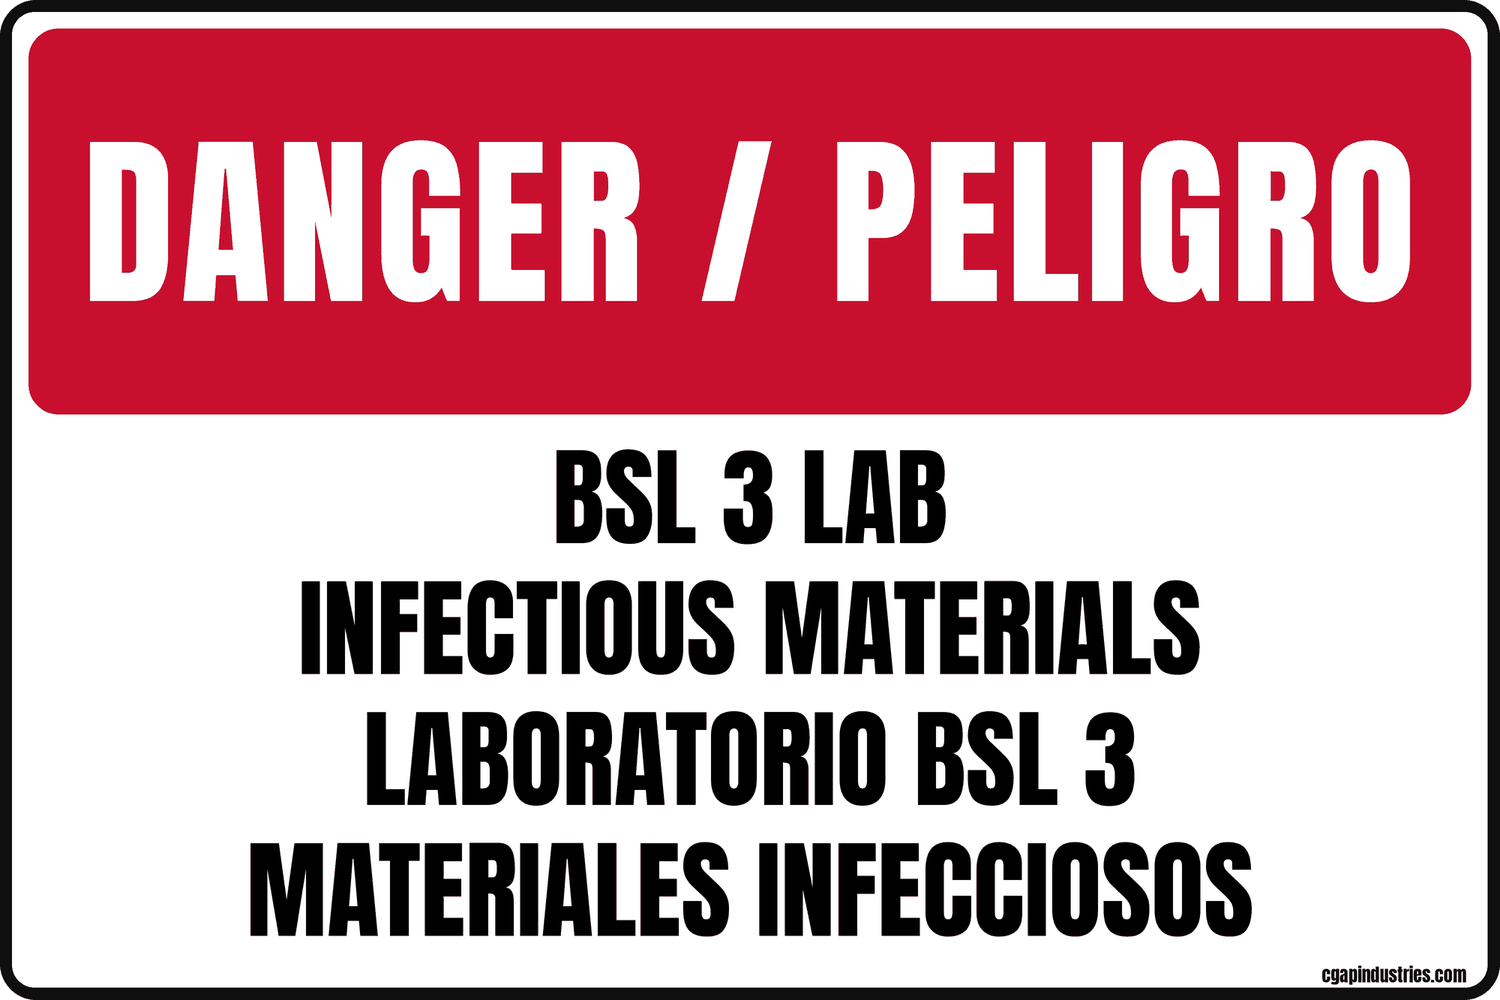 DANGER / PELIGRO
BSL 3 LAB
INFECTIOUS MATERIALS
LABORATORIO BSL 3
MATERIALES INFECCIOSOS
cgapindustries.com